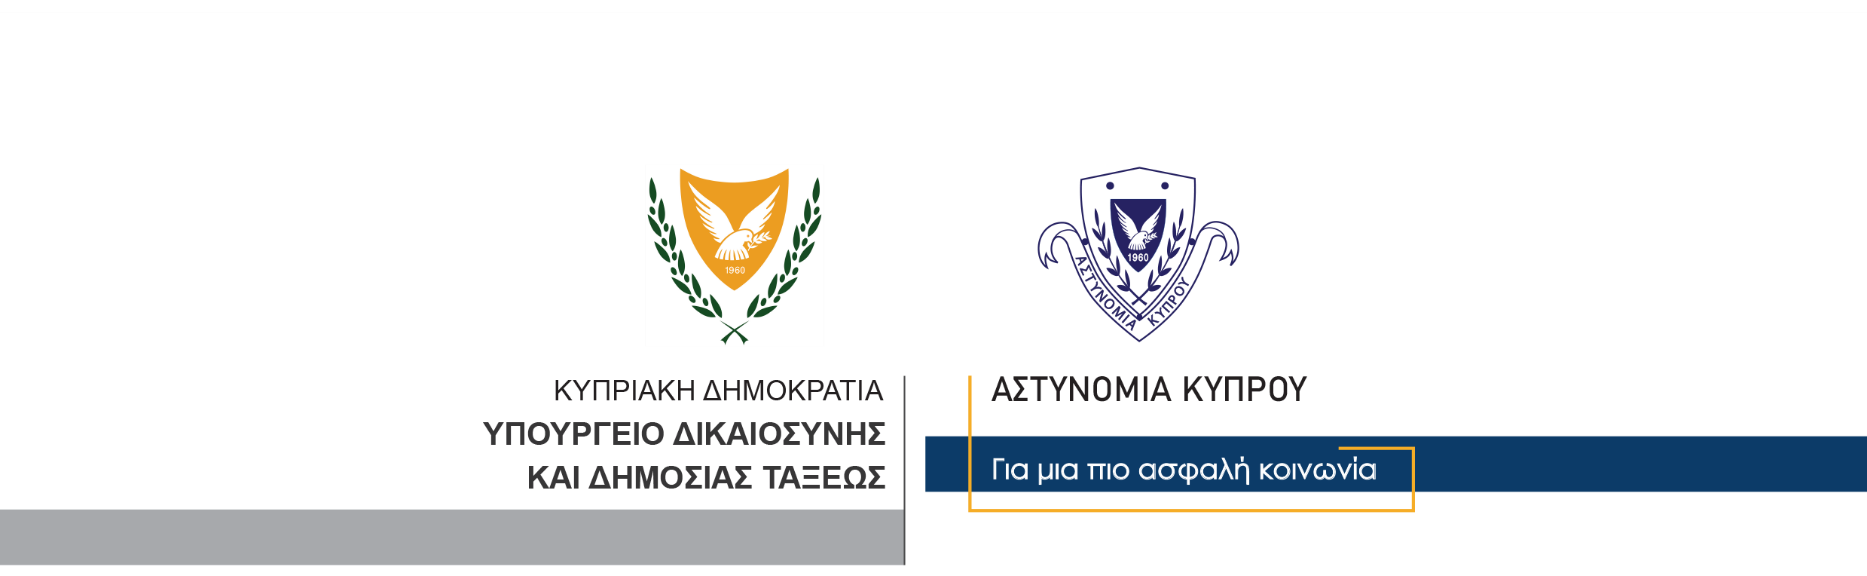 1960
ΚΥΠΡΙΑΚΗ ΔΗΜΟΚΡΑΤΙΑ
ΥΠΟΥΡΓΕΙΟ ΔΙΚΑΙΟΣΥΝΗΣ
ΚΑΙ ΔΗΜΟΣΙΑΣ ΤΑΞΕΩΣ
1960
ΑΣΤΥΝΟΜΙΑ ΚΥΠΡΟΥ
ΑΣΤΥΝΟΜΙΑ ΚΥΠΡΟΥ
Για μια πιο ασφαλή κοινωνία